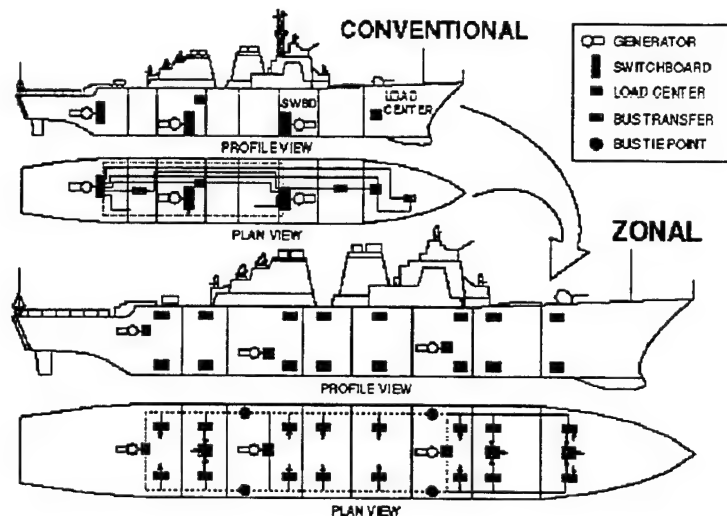 CONVENTIONAL
GENERATOR
SWITCHBOARD
LOAD CENTER
BUS TRANSFER
BUS TIE POINT
SWBD
LOAD
CENTER
PROFILE VIEW
PLAN VIEW
ZONAL
PROFILE VIEW
PLAN VIEW